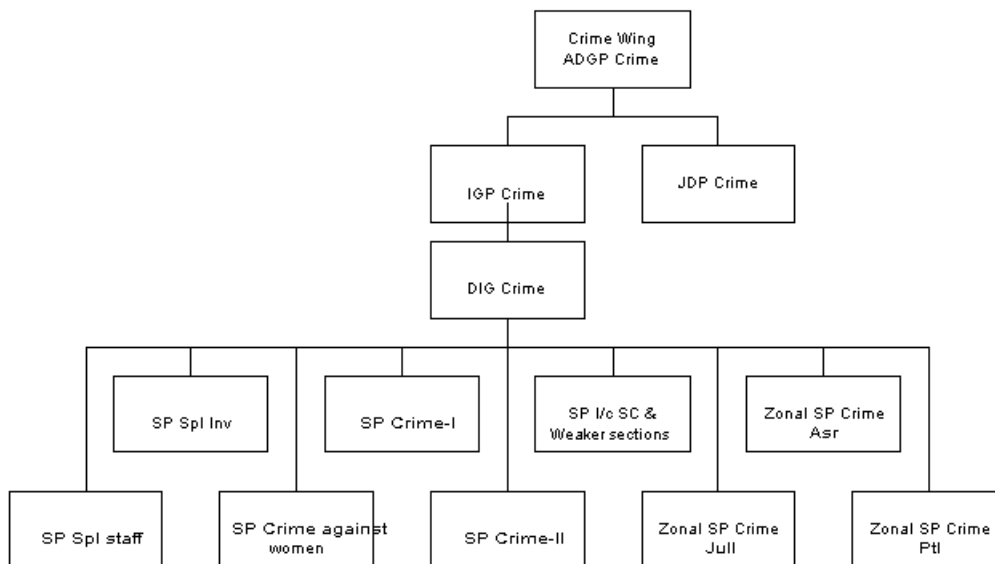 Crime Wing
ADGP Crime
IGP Crime
JDP Crime
DIG Crime
SP Spl Inv
SP Crime-I
SP I/c SC &
Weaker sections
Zonal SP Crime
Asr
SP Spl staff
SP Crime against
women
SP Crime-II
Zonal SP Crime
Jull
Zonal SP Crime
Ptl